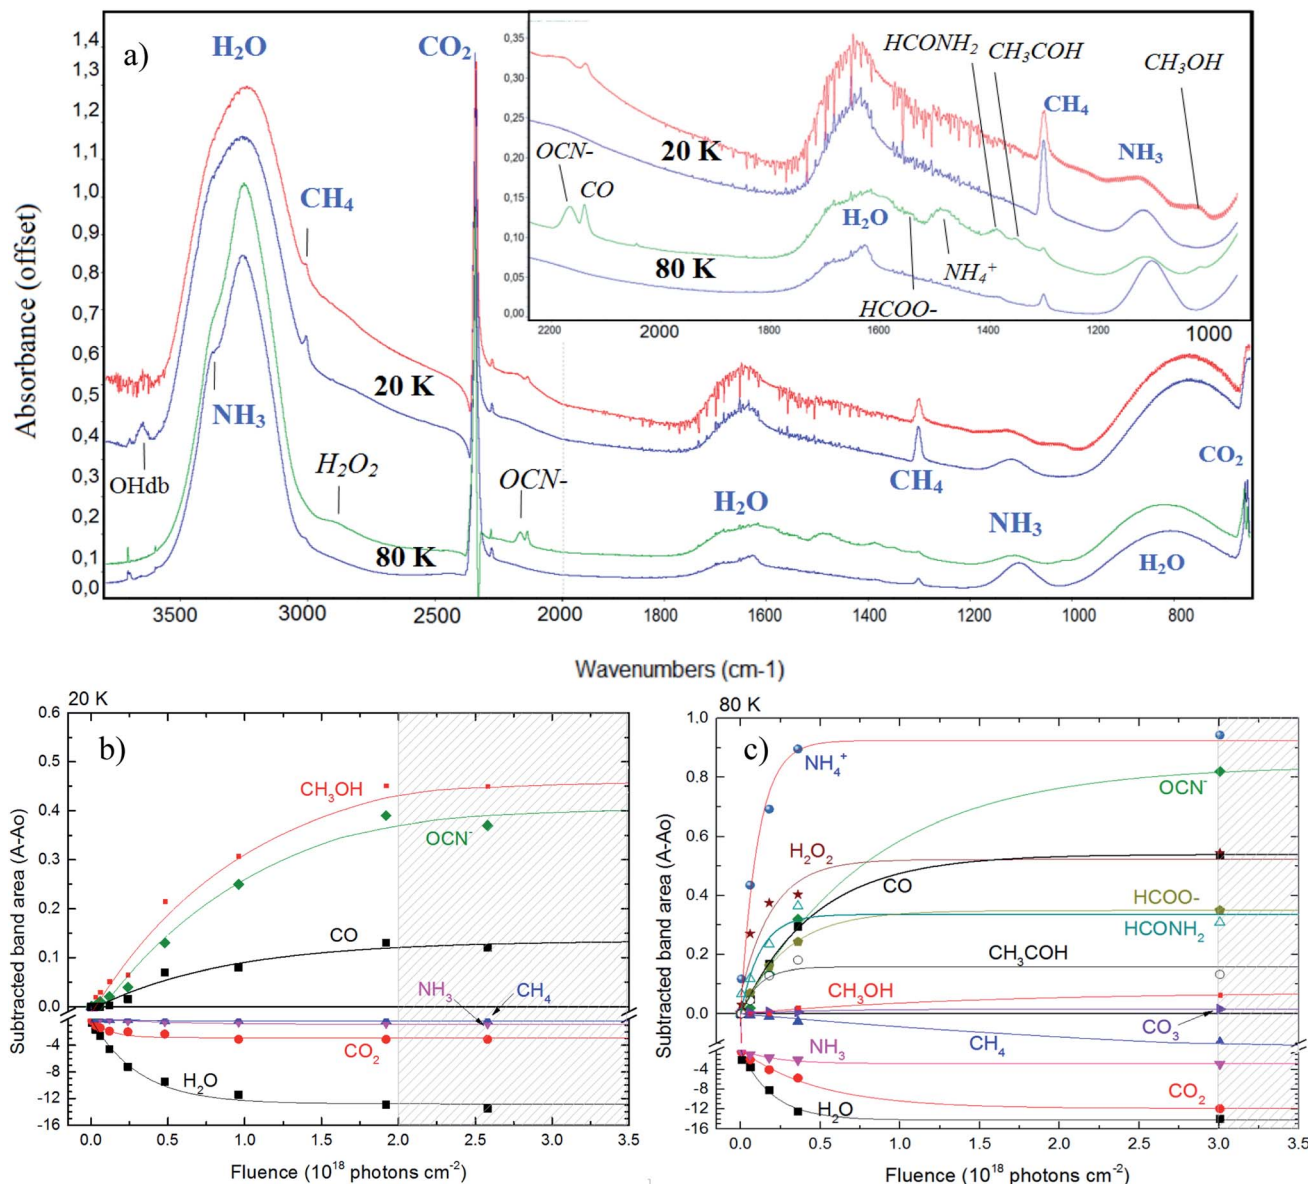 a)
H₂O
CO₂
CH₄
NH₃
OHdb
H₂O₂
OCN-
20 K
80 K
H₂O
CH₄
NH₃
H₂O
CO₂
1,4
1,3
1,2
1,1
1,0
0,9
0,8
0,7
0,6
0,5
0,4
0,3
0,2
0,1
0,0
Absorbance (offset)
3500 3000 2500 2000 1800 1600 1400 1200 1000 800
Wavenumbers (cm-1)
0,35
0,30
0,25
0,20
0,15
0,10
0,05
0,00
HCONH₂
CH₃COH
CH₃OH
CH₄
NH₃
20 K
OCN-
CO
H₂O
80 K
NH₄⁺
HCOO-
2200 2000 1800 1600 1400 1200 1000
20 K
b)
0.6
0.5
0.4
0.3
0.2
0.1
0.0
-4
-8
-12
-16
Subtracted band area (A-Ao)
CH₃OH
OCN⁻
CO
NH₃
CH₄
CO₂
H₂O
0.0 0.5 1.0 1.5 2.0 2.5 3.0 3.5
Fluence (10¹⁸ photons cm⁻²)
80 K
c)
1.0
0.8
0.6
0.4
0.2
0.0
-4
-8
-12
-16
Subtracted band area (A-Ao)
NH₄⁺
OCN⁻
H₂O₂
CO
HCOO-
HCONH₂
CH₃COH
CH₃OH
CO₃
NH₃
CH₄
CO₂
H₂O
0.0 0.5 1.0 1.5 2.0 2.5 3.0 3.5
Fluence (10¹⁸ photons cm⁻²)